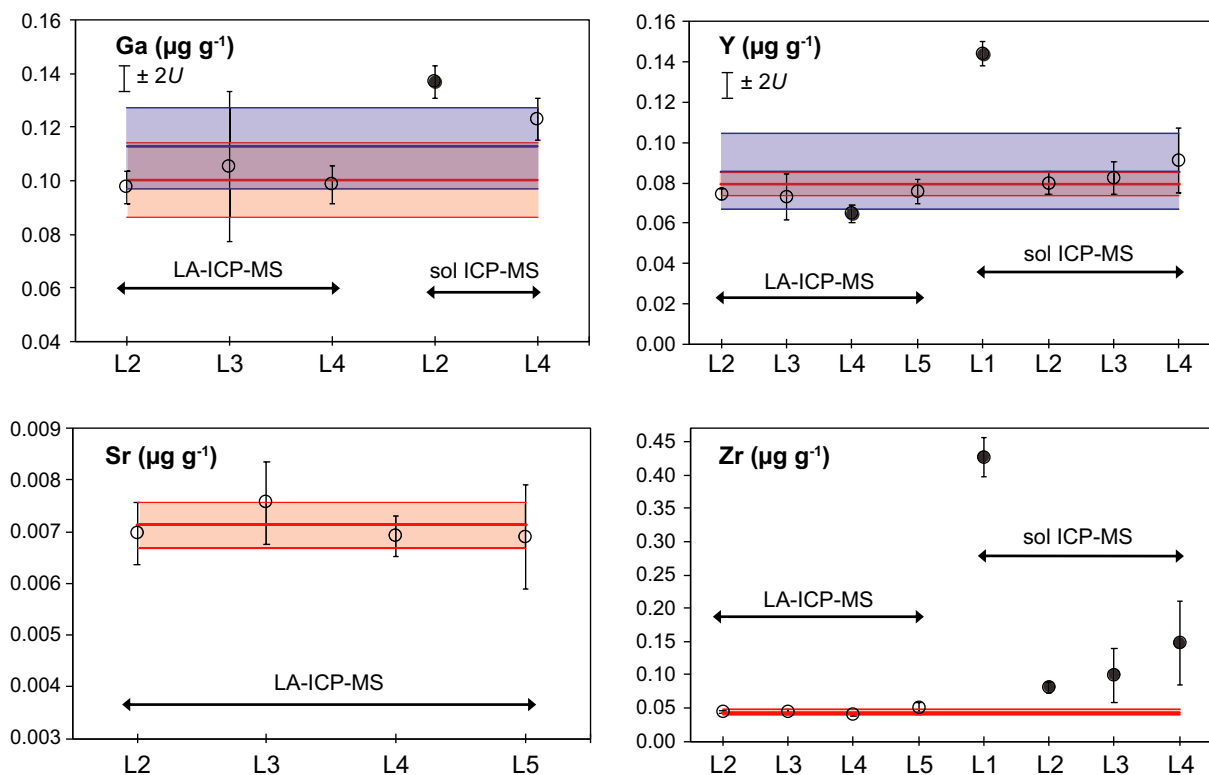 Ga (µg g⁻¹)
± 2U
0.16
0.14
0.12
0.10
0.08
0.06
0.04
LA-ICP-MS
sol ICP-MS
L2 L3 L4 L2 L4
Y (µg g⁻¹)
± 2U
0.16
0.14
0.12
0.10
0.08
0.06
0.04
0.02
0.00
sol ICP-MS
LA-ICP-MS
L2 L3 L4 L5 L1 L2 L3 L4
Sr (µg g⁻¹)
0.009
0.008
0.007
0.006
0.005
0.004
0.003
LA-ICP-MS
L2 L3 L4 L5
Zr (µg g⁻¹)
0.45
0.40
0.35
0.30
0.25
0.20
0.15
0.10
0.05
0.00
sol ICP-MS
LA-ICP-MS
L2 L3 L4 L5 L1 L2 L3 L4